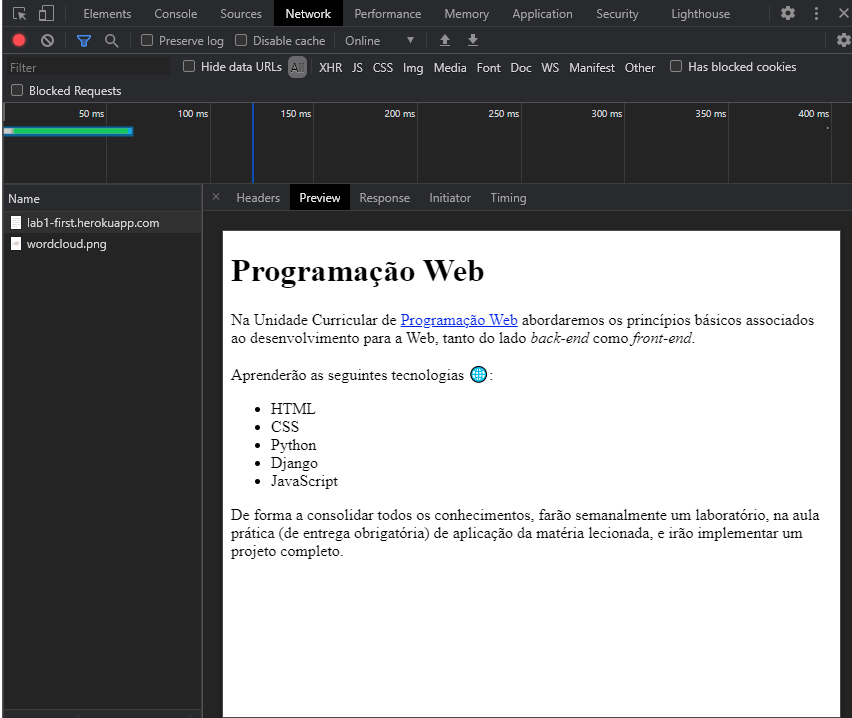 Elements Console Sources Network Performance Memory Application Security Lighthouse
Preserve log Disable cache Online
Filter Hide data URLs All XHR JS CSS Img Media Font Doc WS Manifest Other Has blocked cookies
Blocked Requests
50 ms 100 ms 150 ms 200 ms 250 ms 300 ms 350 ms 400 ms
Name
lab1-first.herokuapp.com
wordcloud.png
× Headers Preview Response Initiator Timing
Programação Web
Na Unidade Curricular de Programação Web abordaremos os princípios básicos associados
ao desenvolvimento para a Web, tanto do lado back-end como front-end.
Aprenderão as seguintes tecnologias 🌐:
• HTML
• CSS
• Python
• Django
• JavaScript
De forma a consolidar todos os conhecimentos, farão semanalmente um laboratório, na aula
prática (de entrega obrigatória) de aplicação da matéria lecionada, e irão implementar um
projeto completo.